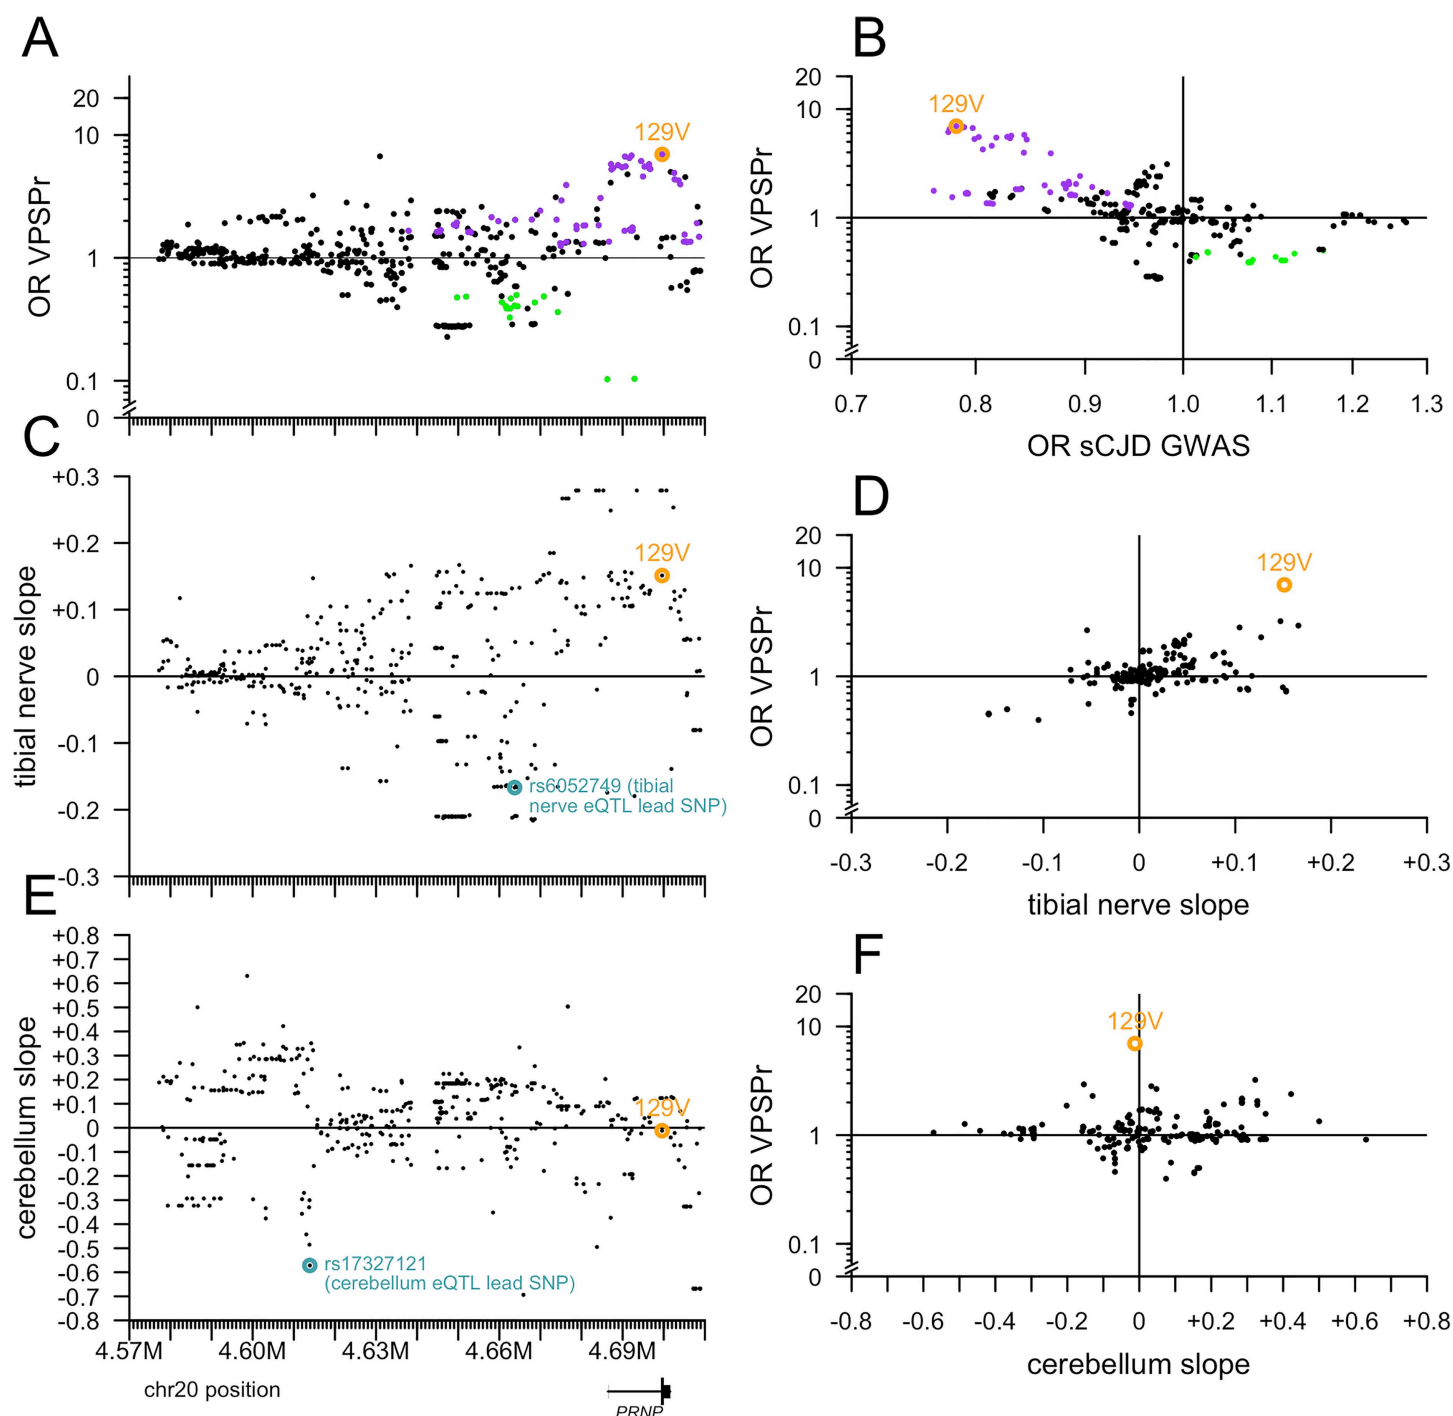 A
OR VPSPr
20
10
1
0.1
0
129V
B
OR VPSPr
20
10
1
0.1
0
129V
0.7
0.8
0.9
1.0
1.1
1.2
1.3
OR sCJD GWAS
C
tibial nerve slope
+0.3
+0.2
+0.1
0
-0.1
-0.2
-0.3
129V
rs6052749 (tibial
nerve eQTL lead SNP)
D
OR VPSPr
20
10
1
0.1
0
129V
-0.3
-0.2
-0.1
0
+0.1
+0.2
+0.3
tibial nerve slope
E
cerebellum slope
+0.8
+0.7
+0.6
+0.5
+0.4
+0.3
+0.2
+0.1
0
-0.1
-0.2
-0.3
-0.4
-0.5
-0.6
-0.7
-0.8
129V
rs17327121
(cerebellum eQTL lead SNP)
4.57M
4.60M
4.63M
4.66M
4.69M
chr20 position
PRNP
F
OR VPSPr
20
10
1
0.1
0
129V
-0.8
-0.6
-0.4
-0.2
0
+0.2
+0.4
+0.6
+0.8
cerebellum slope